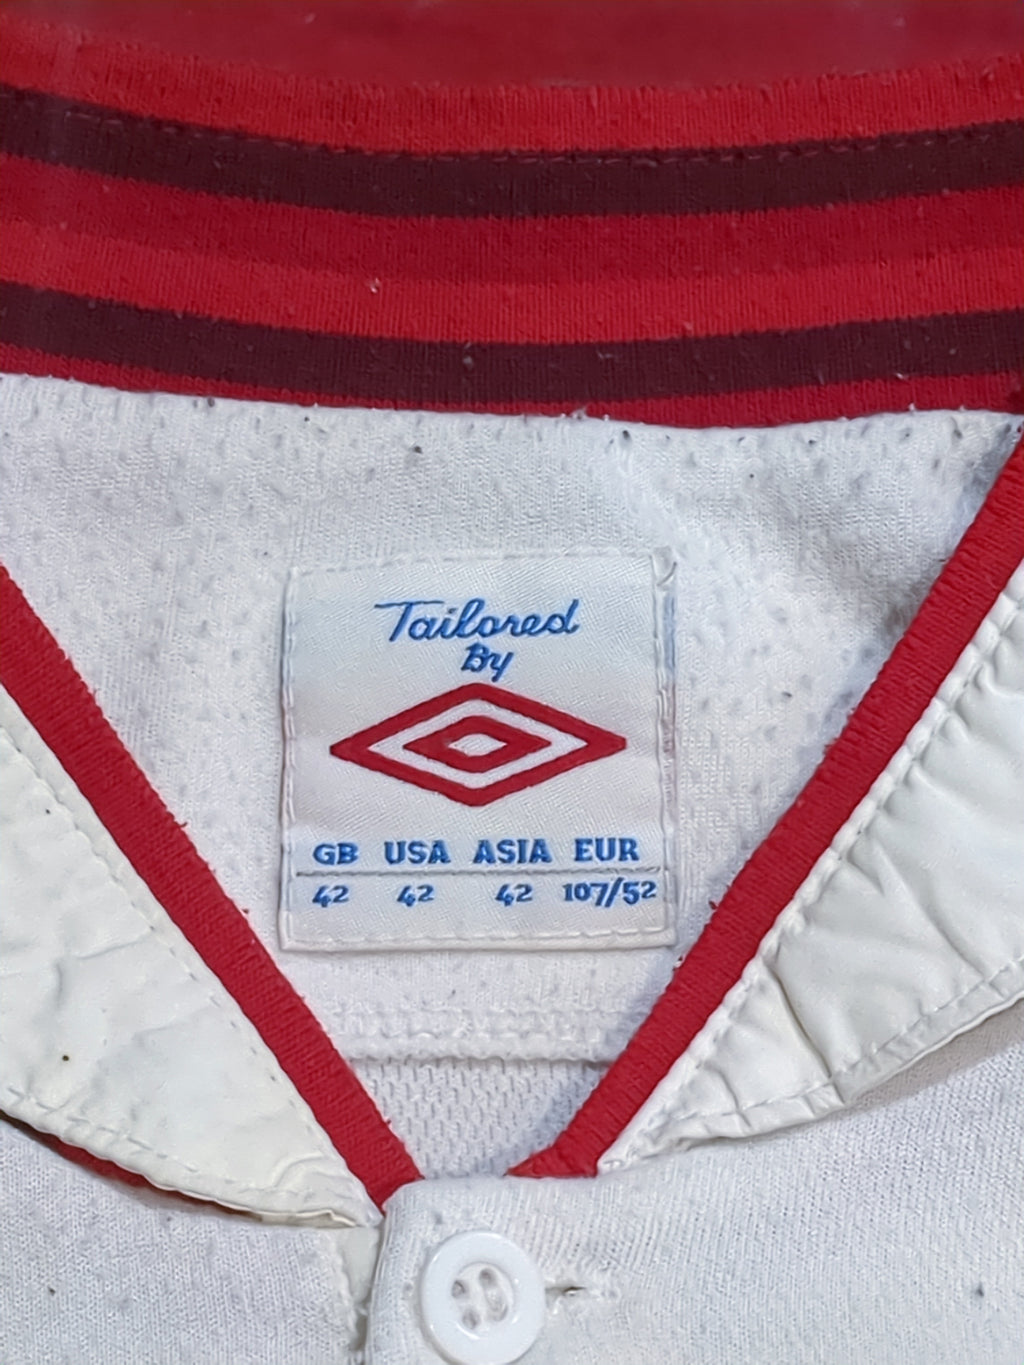 Tailored
By
GB USA ASIA EUR
42 42 42 107/52